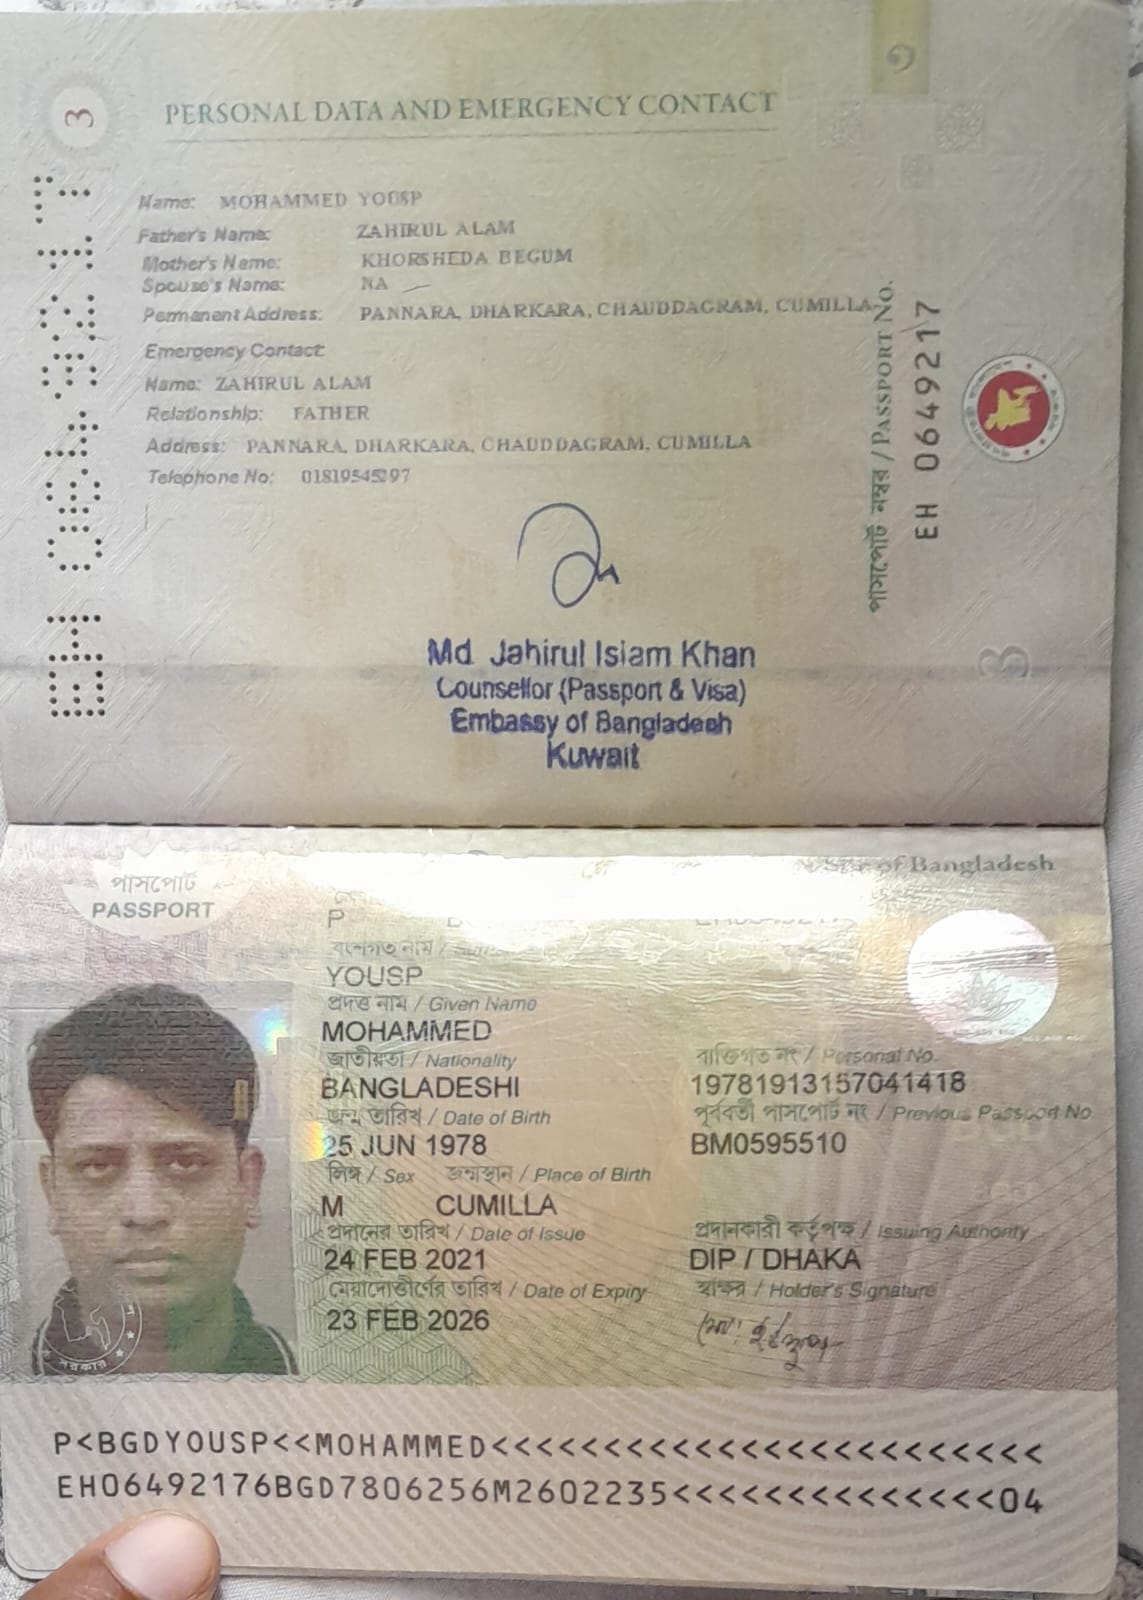 3
PERSONAL DATA AND EMERGENCY CONTACT
Name: MOHAMMED YOUSP
Father's Name: ZAHIRUL ALAM
Mother's Name: KHORSHEDA BEGUM
Spouse's Name: NA
Permanent Address: PANNARA, DHARKARA, CHAUDDAGRAM, CUMILLA
Emergency Contact:
Name: ZAHIRUL ALAM
Relationship: FATHER
Address: PANNARA, DHARKARA, CHAUDDAGRAM, CUMILLA
Telephone No:
EH 0649217
পাসপোর্ট নম্বর / PASSPORT NO.
EH 0649217
3
Md. Jahirul Islam Khan
Counsellor (Passport & Visa)
Embassy of Bangladesh
Kuwait
of Bangladesh
পাসপোর্ট
PASSPORT
P
বংশগত নাম /
YOUSP
প্রদত্ত নাম / Given Name
MOHAMMED
জাতীয়তা / Nationality
BANGLADESHI
ব্যক্তিগত নং / Personal No.
19781913157041418
জন্ম তারিখ / Date of Birth
25 JUN 1978
পূর্ববর্তী পাসপোর্ট নং / Previous Passport No.
BM0595510
লিঙ্গ / Sex জন্মস্থান / Place of Birth
M CUMILLA
প্রদানের তারিখ / Date of Issue
24 FEB 2021
প্রদানকারী কর্তৃপক্ষ / Issuing Authority
DIP / DHAKA
মেয়াদোত্তীর্ণের তারিখ / Date of Expiry
23 FEB 2026
স্বাক্ষর / Holder's Signature
সরকার
P<BGDYOUSP<<MOHAMMED<<<<<<<<<<<<<<<<<<<<<<<<
EH06492176BGD7806256M2602235<<<<<<<<<<<<<<04